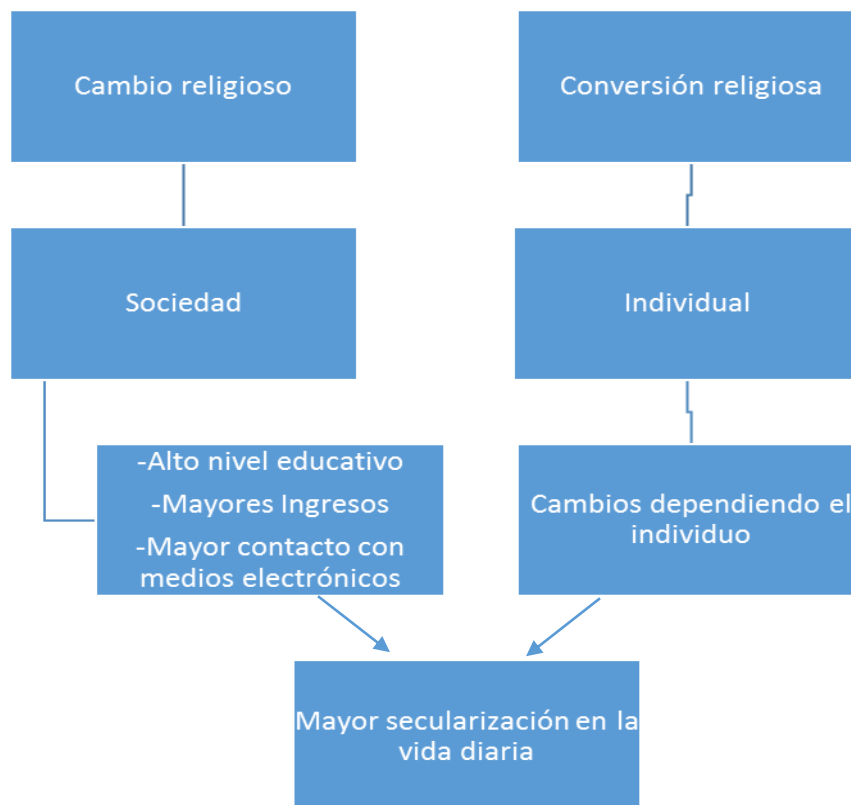 Cambio religioso
Conversión religiosa
Sociedad
Individual
-Alto nivel educativo
-Mayores Ingresos
-Mayor contacto con
medios electrónicos
Cambios dependiendo el
individuo
Mayor secularización en la
vida diaria